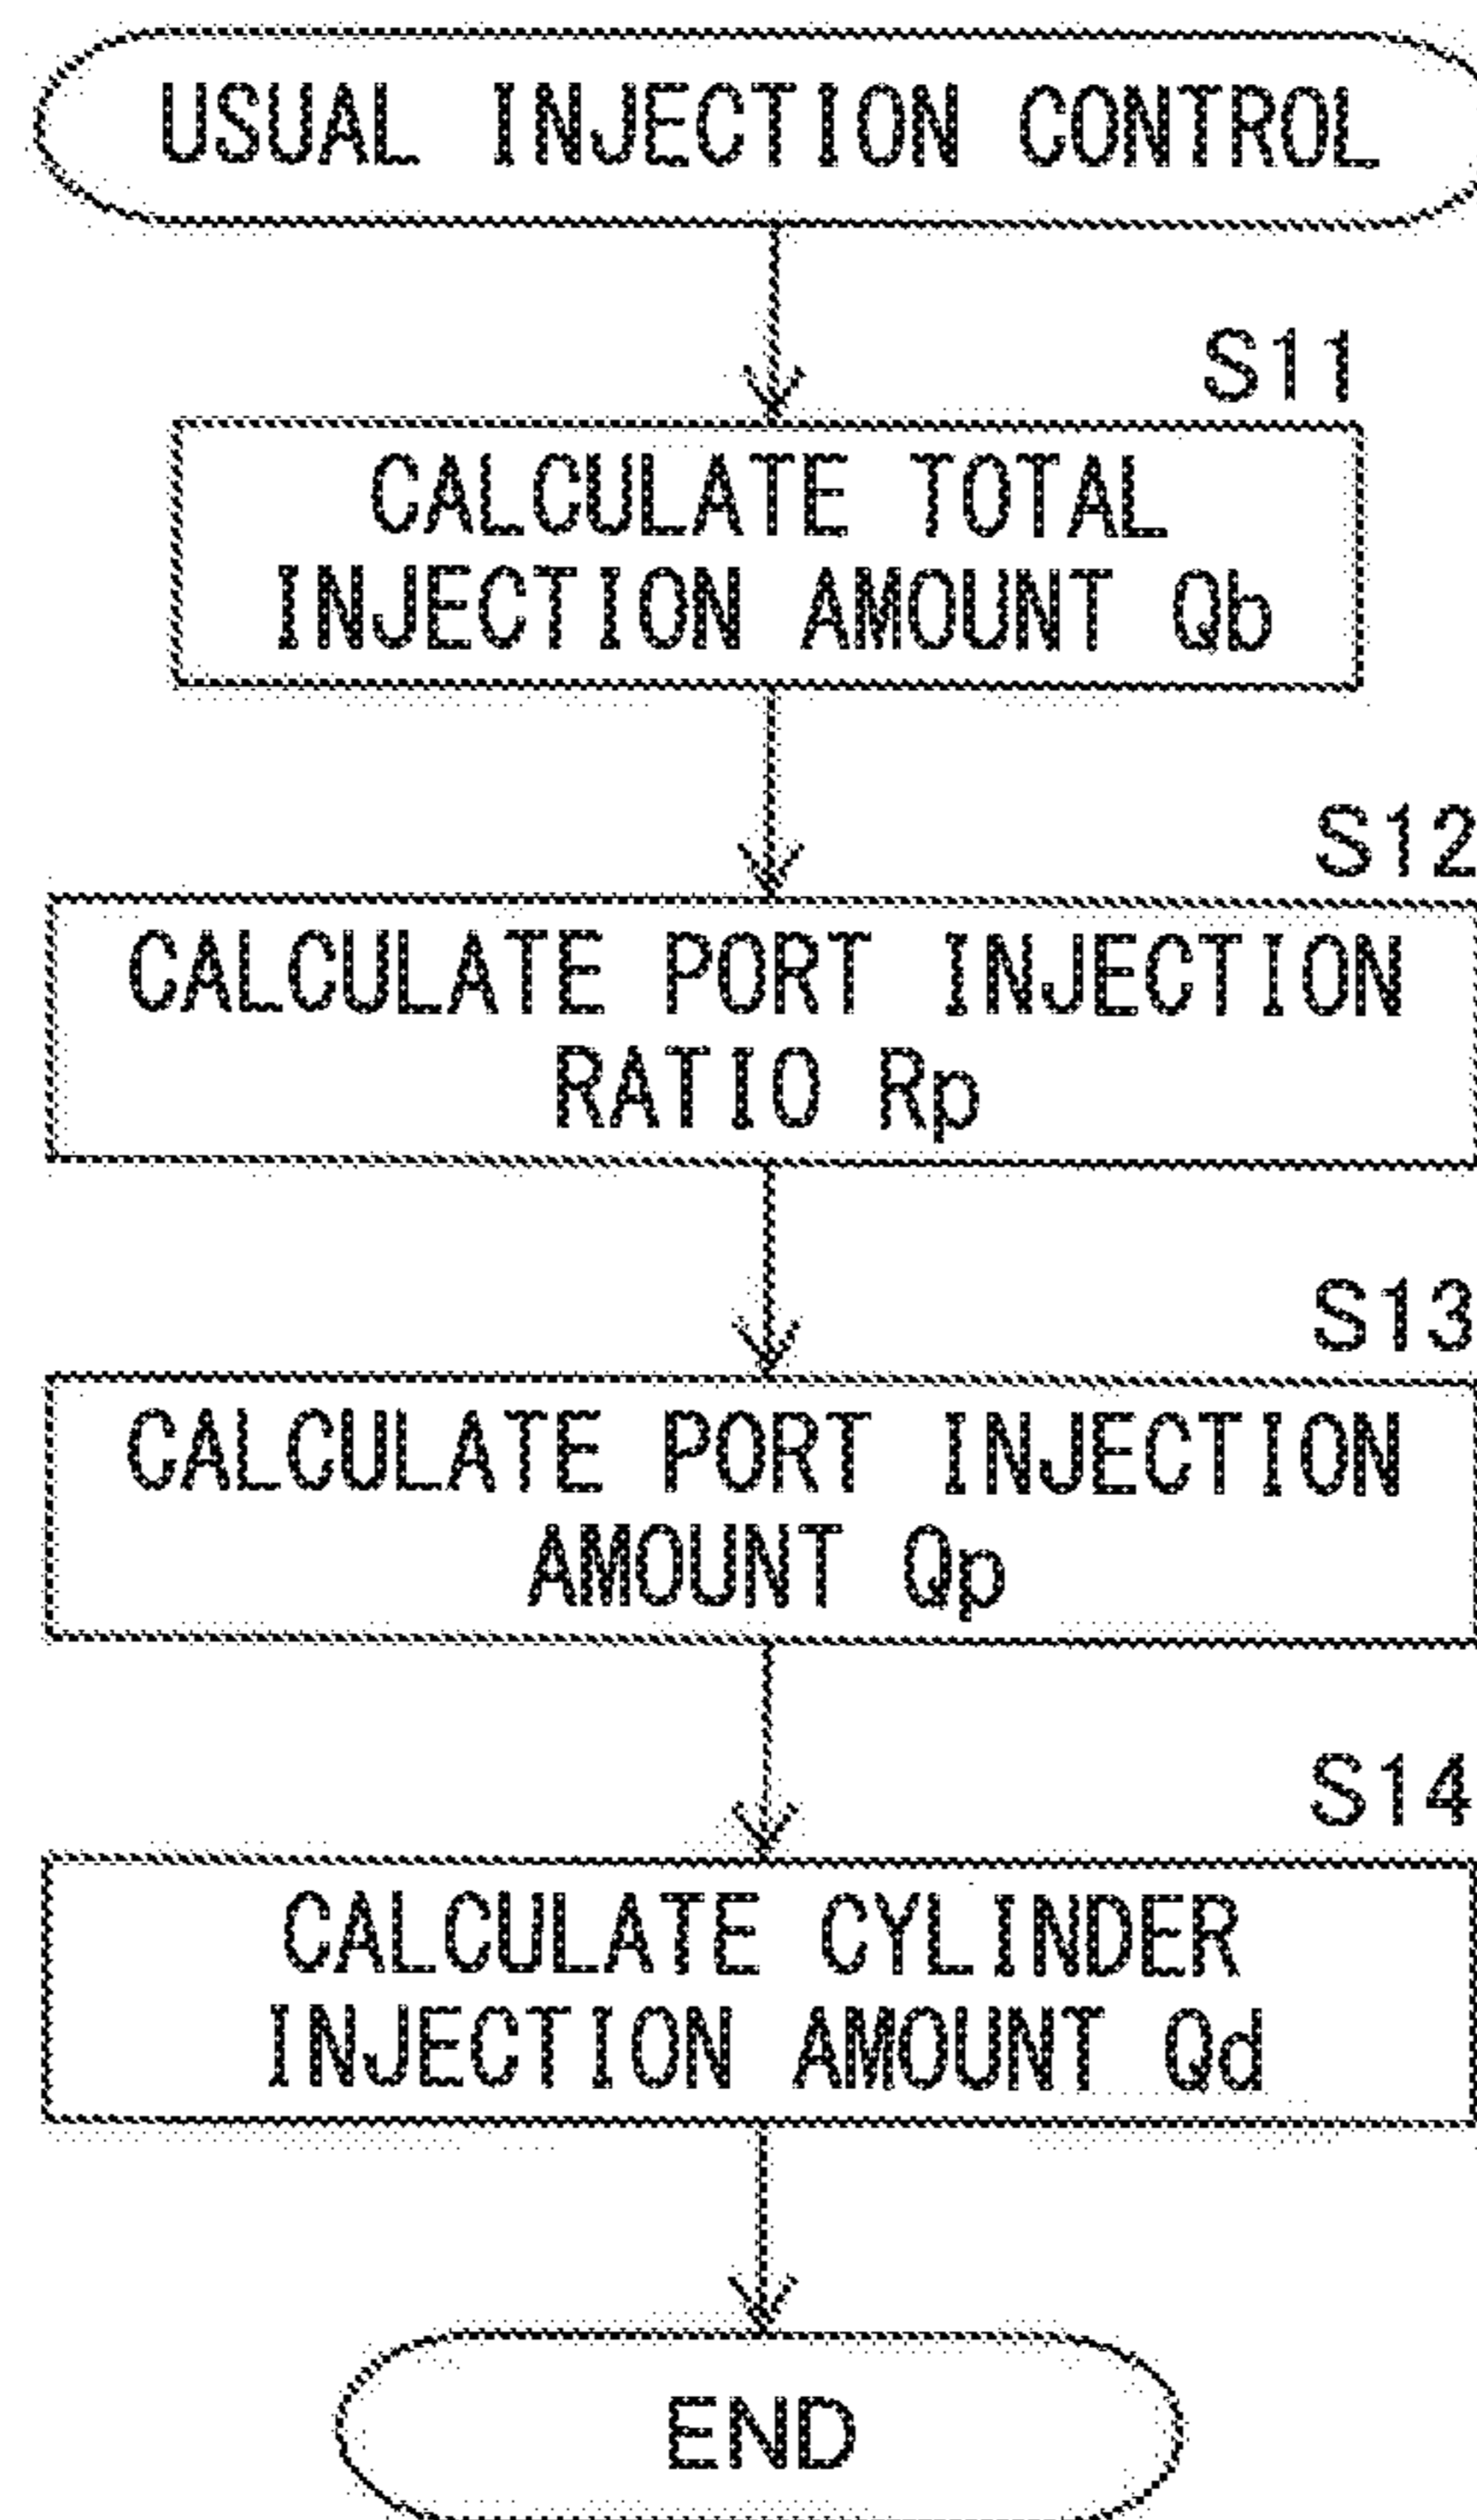 USUAL INJECTION CONTROL
S11
CALCULATE TOTAL
INJECTION AMOUNT Qb
S12
CALCULATE PORT INJECTION
RATIO Rp
S13
CALCULATE PORT INJECTION
AMOUNT Qp
S14
CALCULATE CYLINDER
INJECTION AMOUNT Qd
END